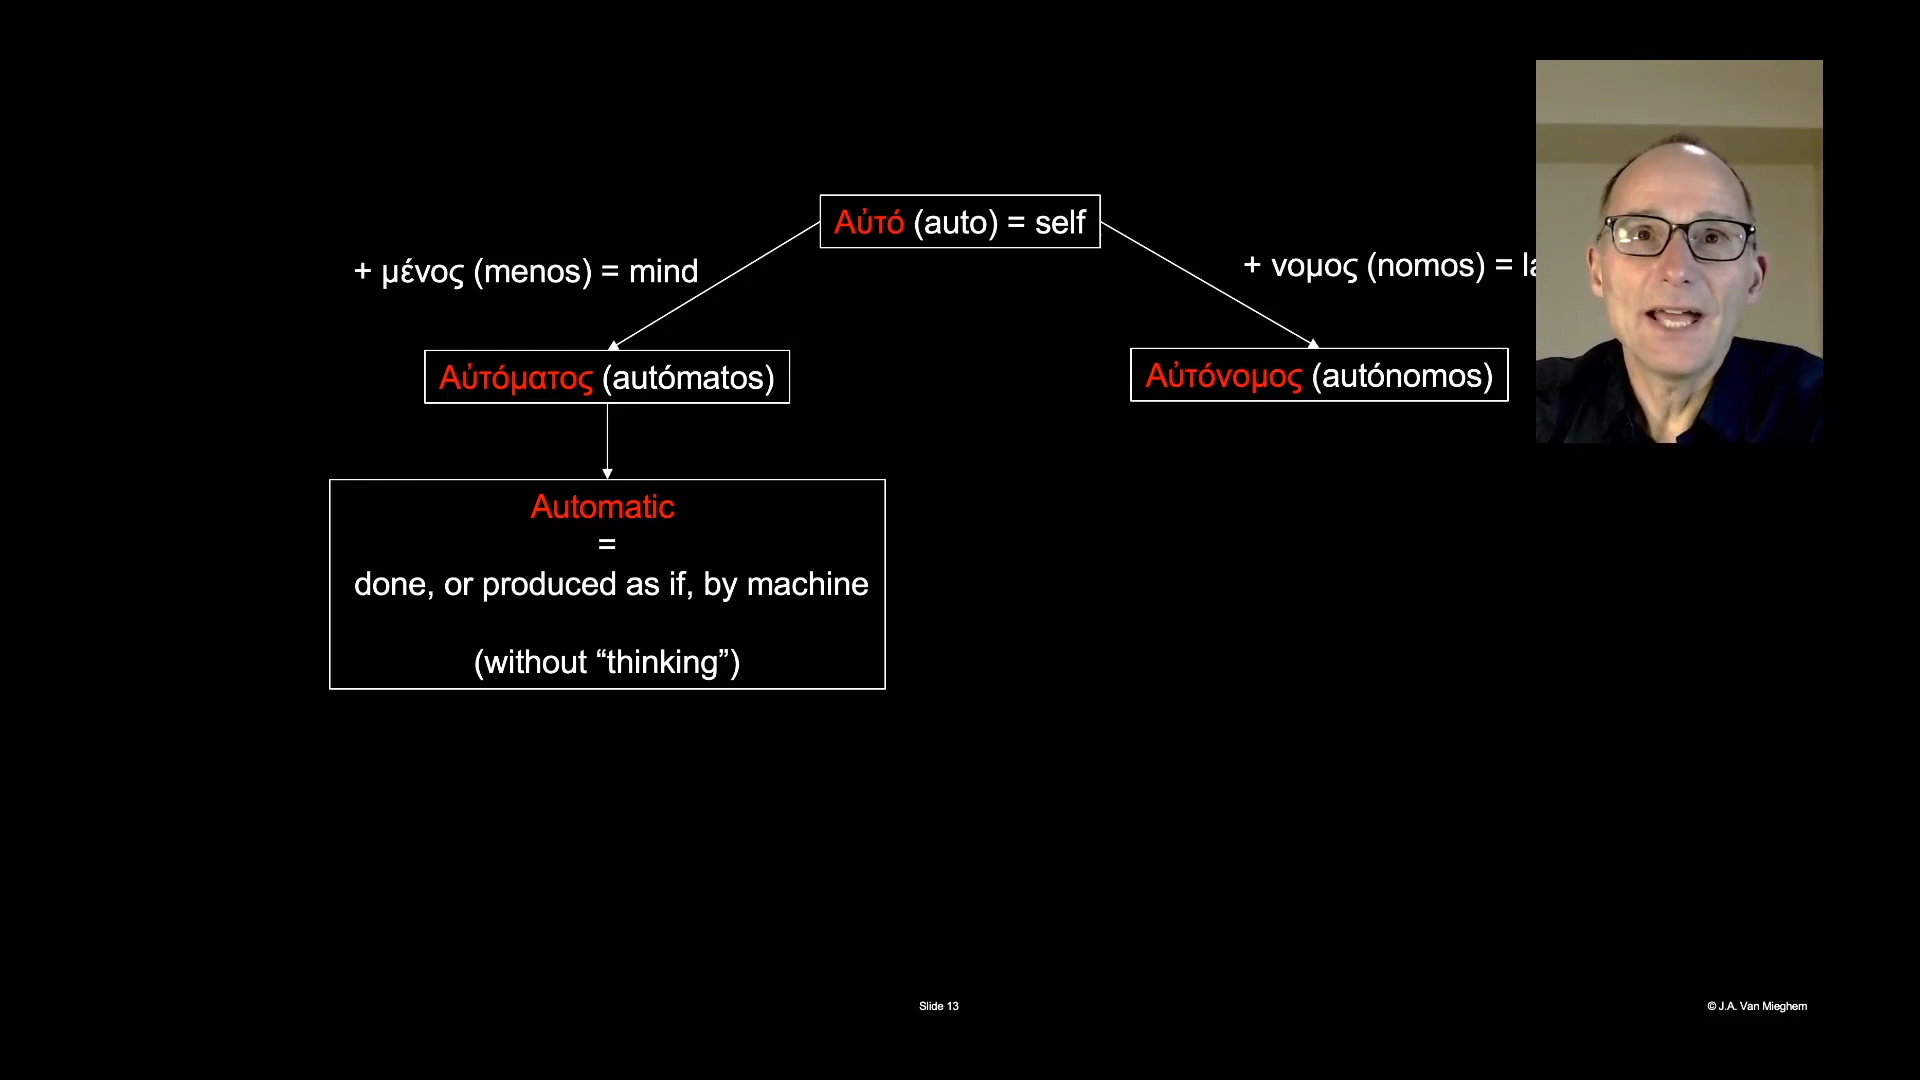 Αὐτό (auto) = self
+ μένος (menos) = mind
+ νομος (nomos) =
Αὐτόματος (autómatos)
Αὐτόνομος (autónomos)
Automatic
=
done, or produced as if, by machine
(without “thinking”)
Slide 13
© J.A. Van Mieghem